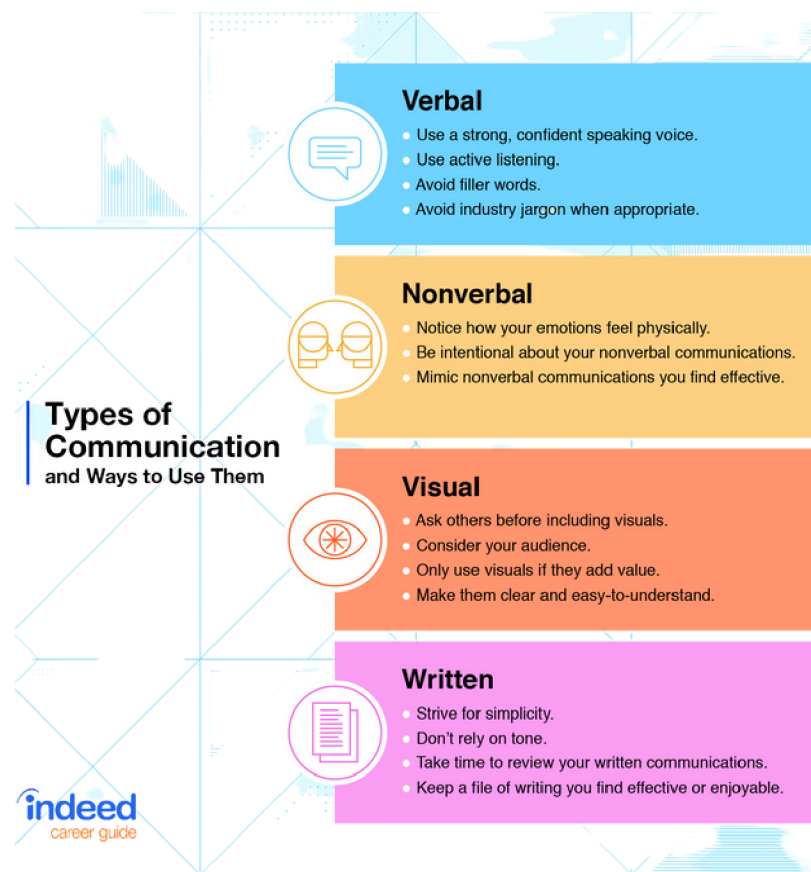 Types of
Communication
and Ways to Use Them
Verbal
Use a strong, confident speaking voice.
Use active listening.
Avoid filler words.
Avoid industry jargon when appropriate.
Nonverbal
Notice how your emotions feel physically.
Be intentional about your nonverbal communications.
Mimic nonverbal communications you find effective.
Visual
Ask others before including visuals.
Consider your audience.
Only use visuals if they add value.
Make them clear and easy-to-understand.
Written
Strive for simplicity.
Don’t rely on tone.
Take time to review your written communications.
Keep a file of writing you find effective or enjoyable.
indeed
career guide